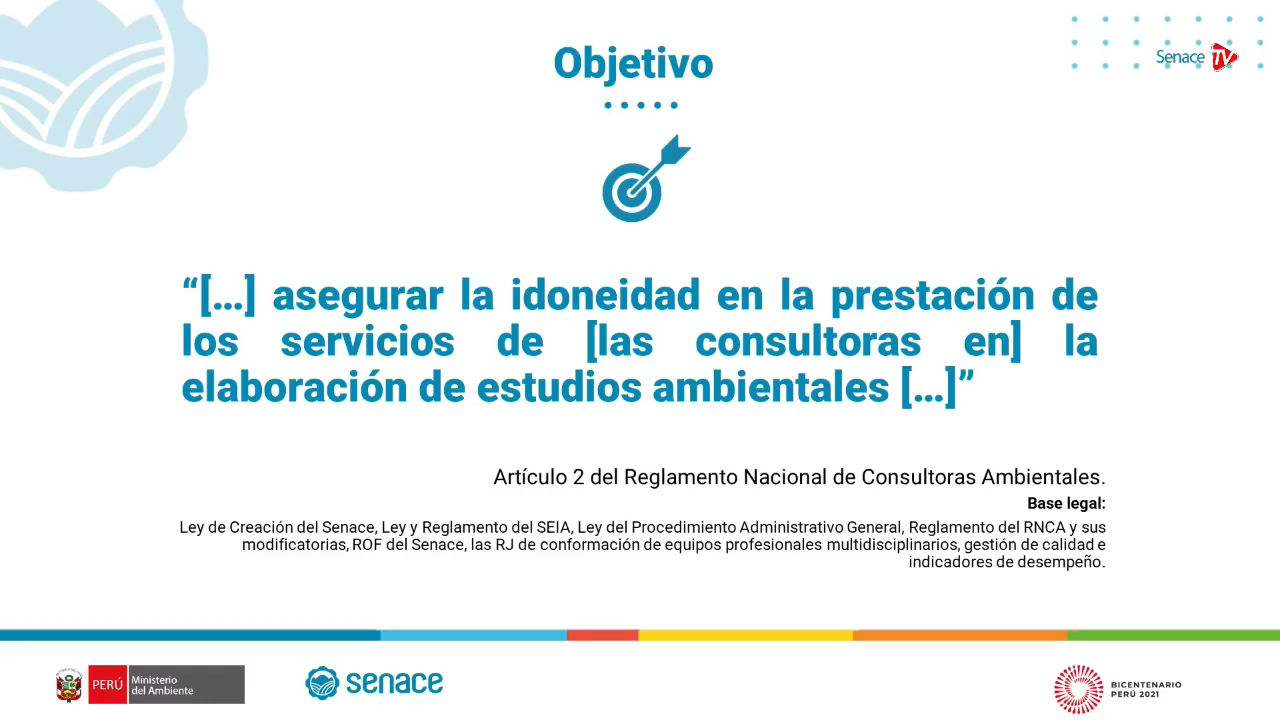 Objetivo
Senace TV
“[...] asegurar la idoneidad en la prestación de
los servicios de [las consultoras en] la
elaboración de estudios ambientales [...]”
Artículo 2 del Reglamento Nacional de Consultoras Ambientales.
Base legal:
Ley de Creación del Senace, Ley y Reglamento del SEIA, Ley del Procedimiento Administrativo General, Reglamento del RNCA y sus
modificatorias, ROF del Senace, las RJ de conformación de equipos profesionales multidisciplinarios, gestión de calidad e
indicadores de desempeño.
PERÚ
Ministerio
del Ambiente
senace
BICENTENARIO
PERÚ 2021